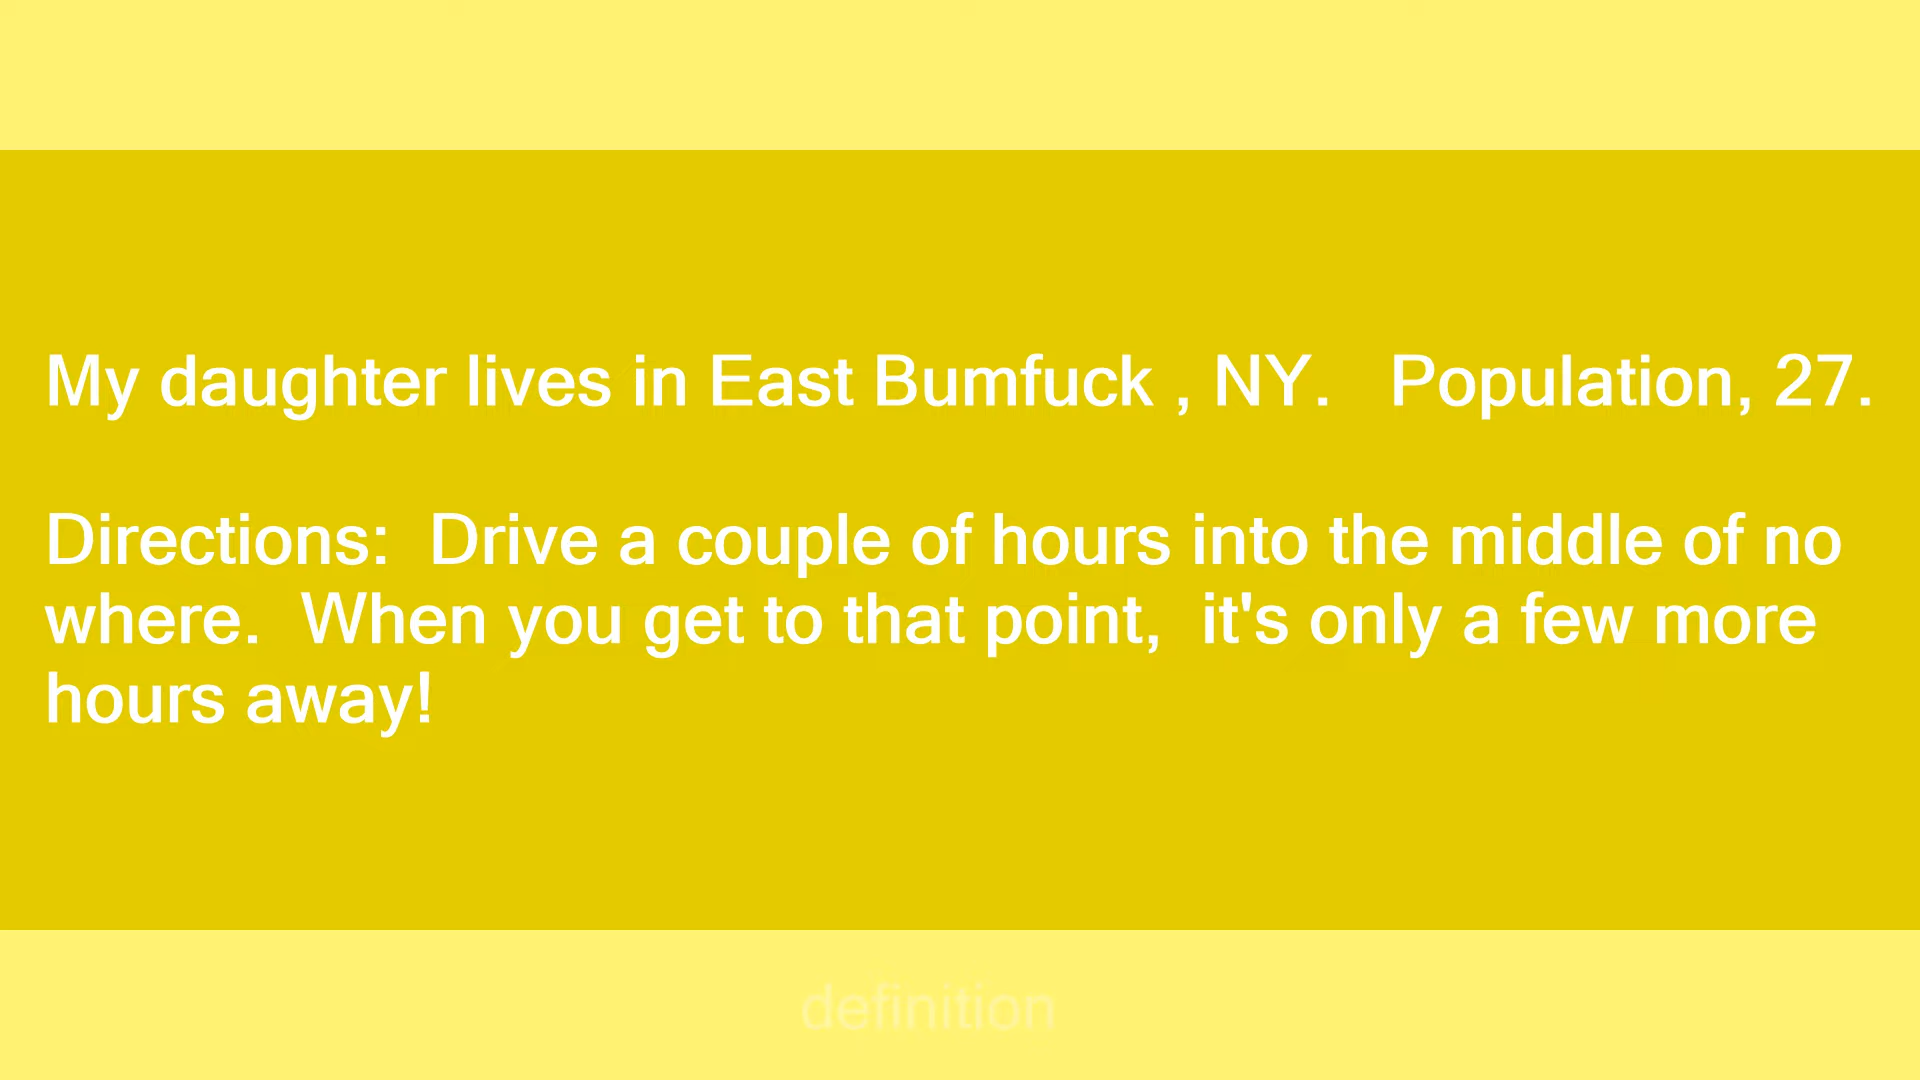 My daughter lives in East Bumfuck , NY.   Population, 27.
Directions:  Drive a couple of hours into the middle of no
where.  When you get to that point,  it's only a few more
hours away!
definition